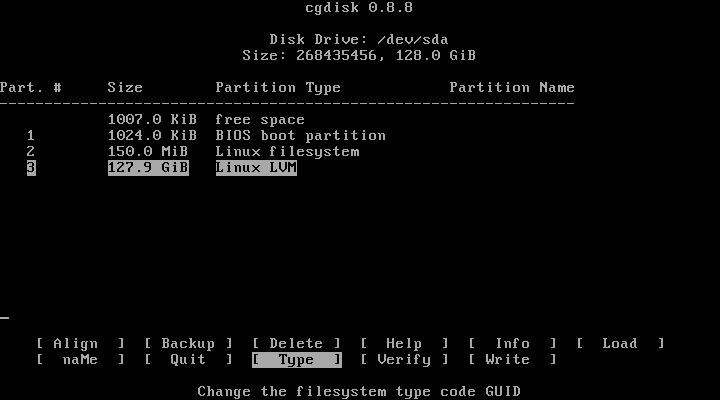 cgdisk 0.8.8
Disk Drive: /dev/sda
Size: 268435456, 128.0 GiB
Part. # Size Partition Type Partition Name
----------------------------------------------------------------
1007.0 KiB free space
1 1024.0 KiB BIOS boot partition
2 150.0 MiB Linux filesystem
3 127.9 GiB Linux LVM
[ Align ] [ Backup ] [ Delete ] [ Help ] [ Info ] [ Load ]
[ naMe ] [ Quit ] [ Type ] [ Verify ] [ Write ]
Change the filesystem type code GUID